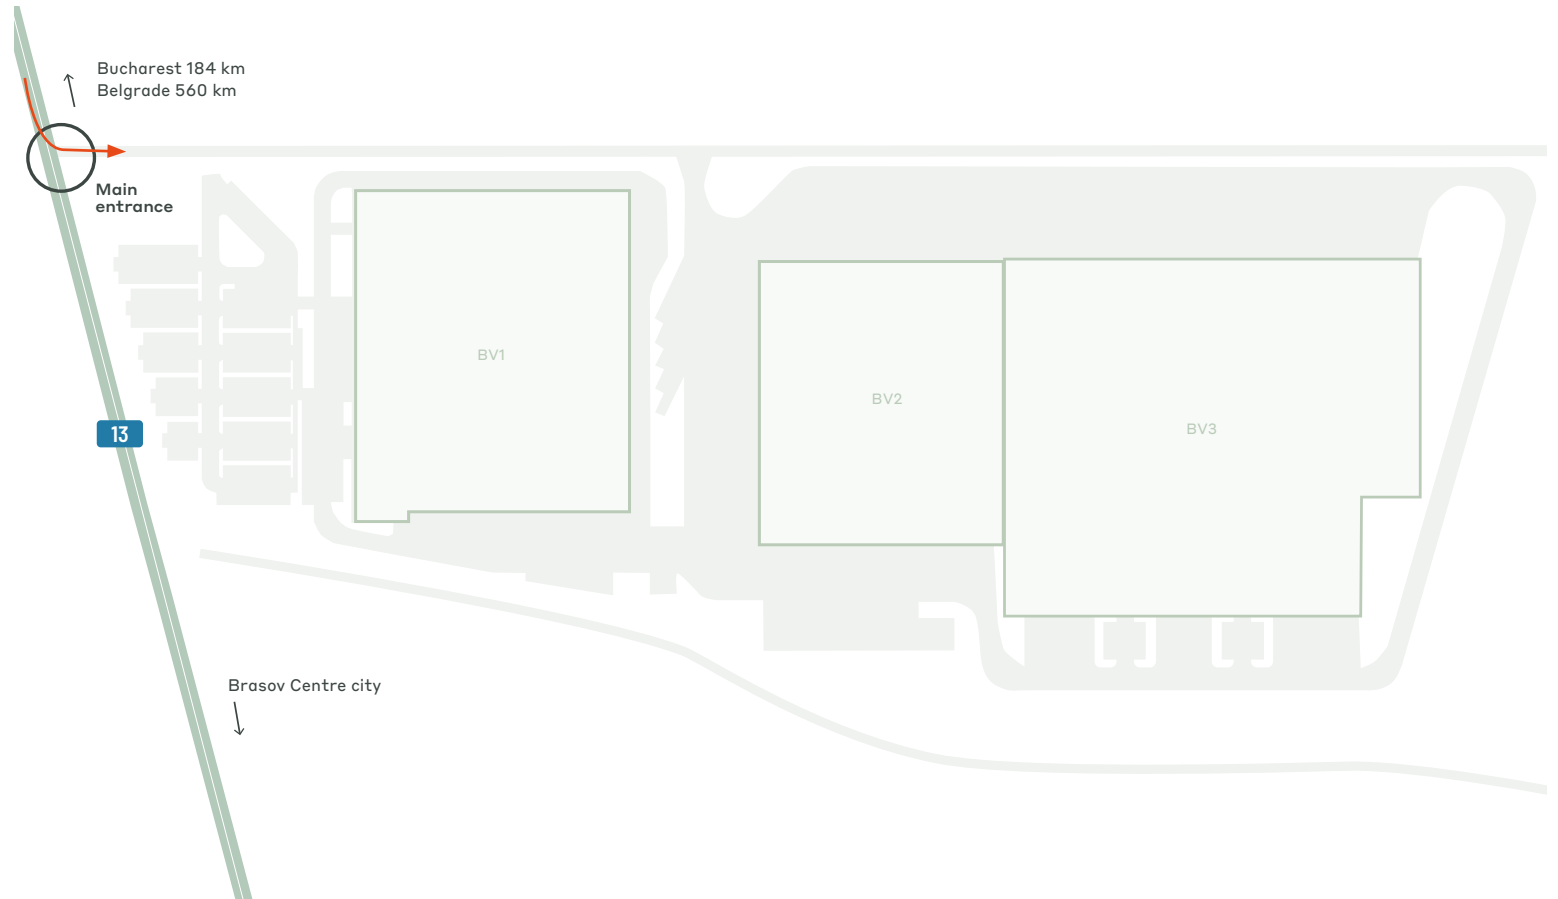 Bucharest 184 km
Belgrade 560 km
Main
entrance
BV1
BV2
BV3
13
Brasov Centre city